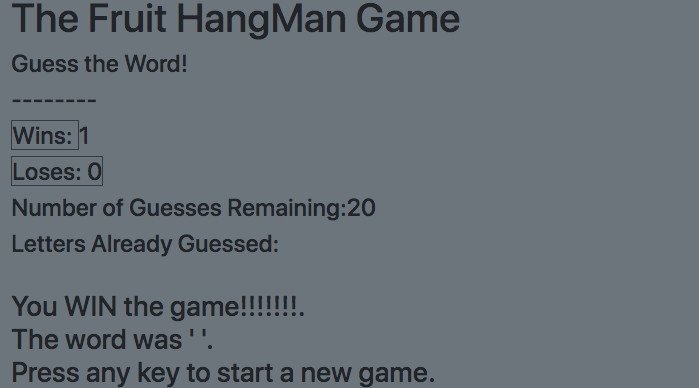 The Fruit HangMan Game
Guess the Word!
--------
Wins: 1
Loses: 0
Number of Guesses Remaining:20
Letters Already Guessed:
You WIN the game!!!!!!!.
The word was ' '.
Press any key to start a new game.